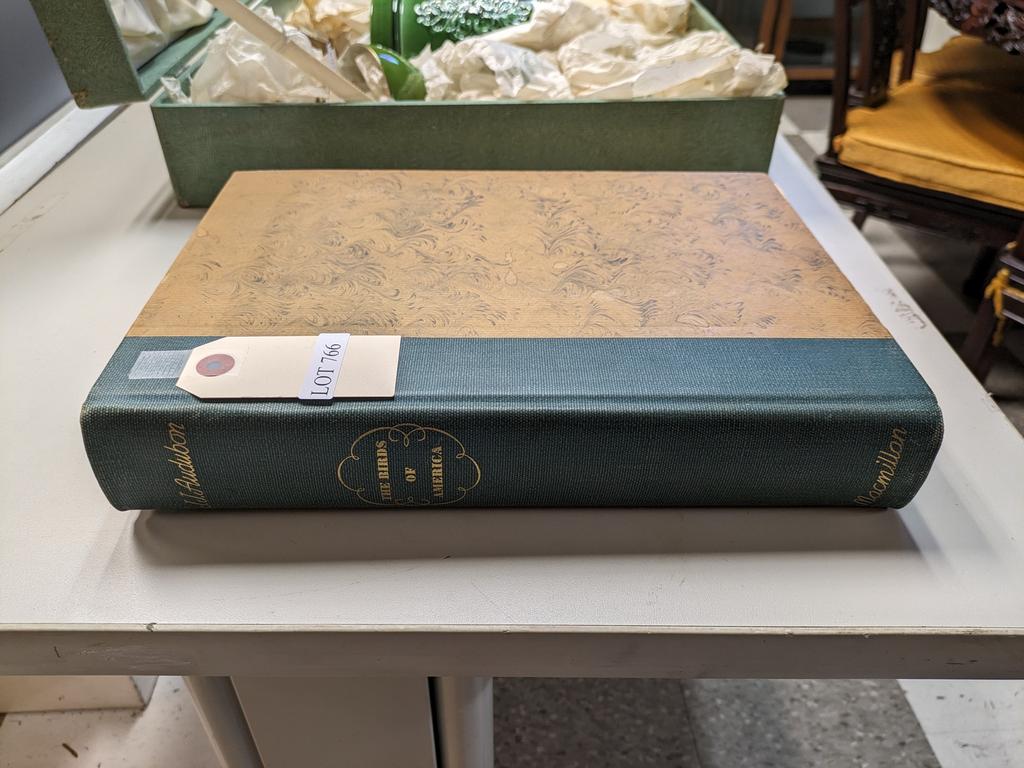 LOT 766
Audubon
THE BIRDS
OF
AMERICA
Macmillan